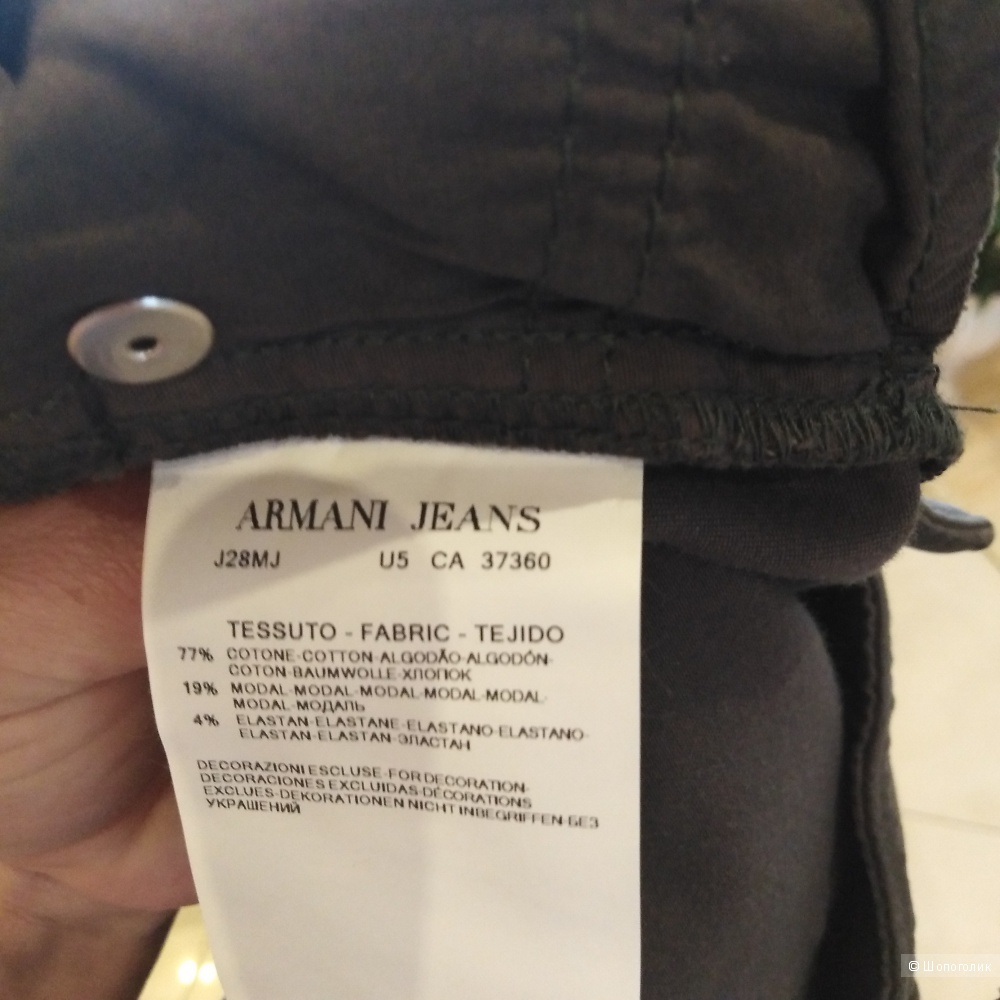 ARMANI JEANS
J28MJ U5 CA 37360
TESSUTO - FABRIC - TEJIDO
77% COTONE-COTTON-ALGODÃO-ALGODÓN-
COTON-BAUMWOLLE-ХЛОПОК
19% MODAL-MODAL-MODAL-MODAL-MODAL-
MODAL-МОДАЛЬ
4% ELASTAN-ELASTANE-ELASTANO-ELASTANO-
ELASTAN-ELASTAN-ЭЛАСТАН
DECORAZIONI ESCLUSE-FOR DECORATION-
DECORACIONES EXCLUIDAS-DÉCORATIONS
EXCLUES-DEKORATIONEN NICHT INBEGRIFFEN-БЕЗ
УКРАШЕНИЙ
© Шопоголик